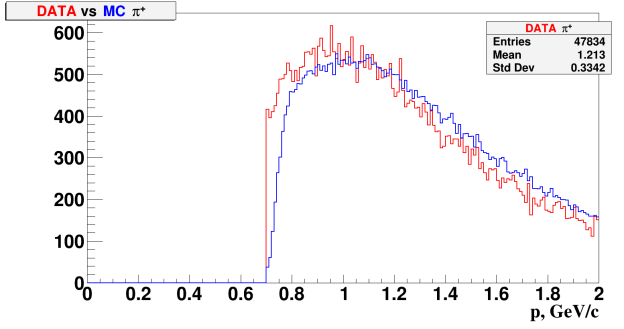 DATA vs MC π⁺
DATA π⁺
Entries 47834
Mean 1.213
Std Dev 0.3342
600
500
400
300
200
100
0
0 0.2 0.4 0.6 0.8 1 1.2 1.4 1.6 1.8 2
p, GeV/c